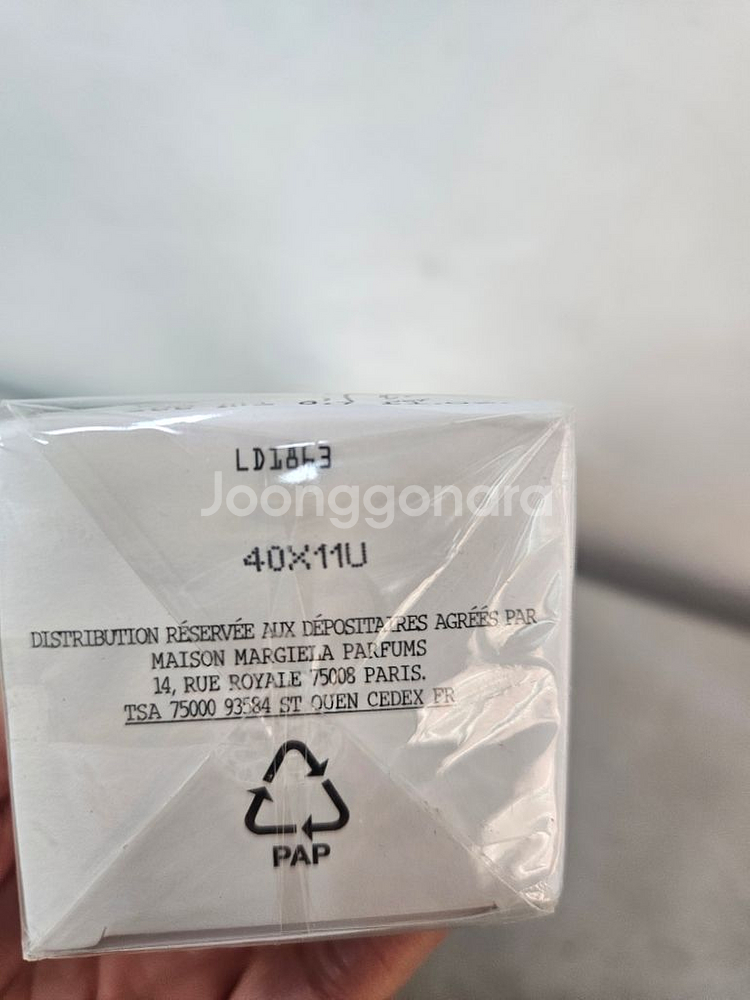 LD1863
Joonggonara
40X11U
DISTRIBUTION RÉSERVÉE AUX DÉPOSITAIRES AGRÉÉS PAR
MAISON MARGIELA PARFUMS
14, RUE ROYALE 75008 PARIS.
TSA 75000 93584 ST OUEN CEDEX FR
PAP